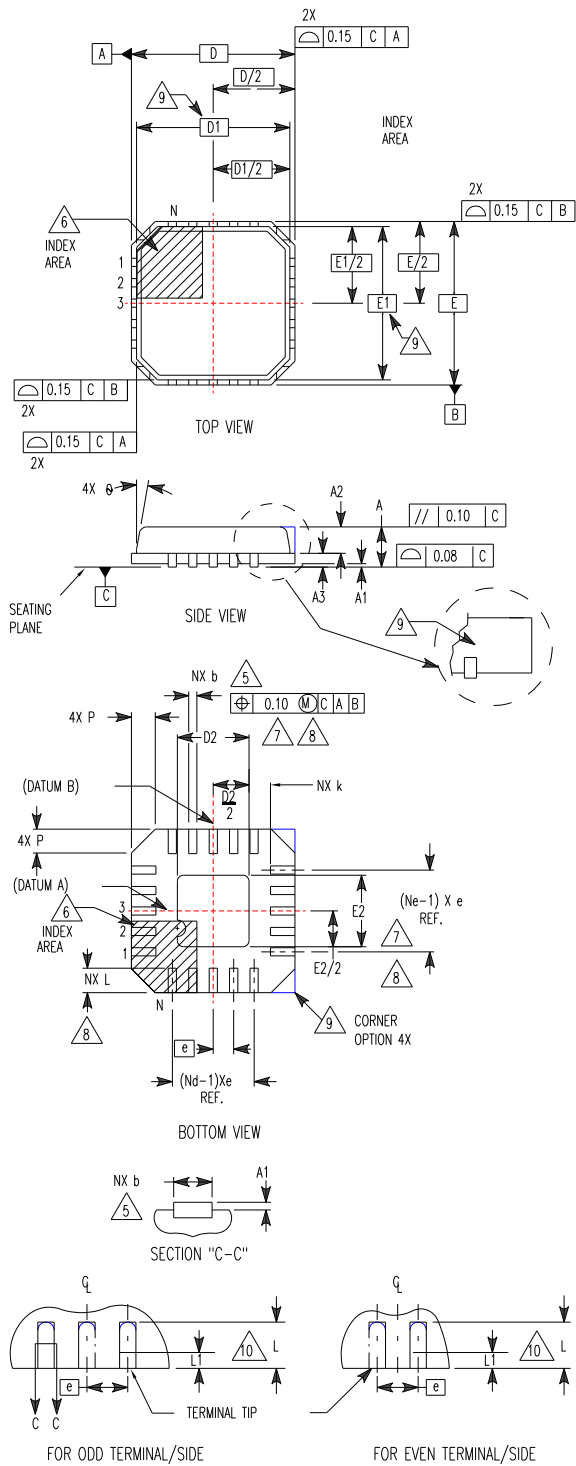 2X
0.15 C A
A
D
D/2
9
D1
INDEX
AREA
D1/2
2X
0.15 C B
N
6
INDEX
AREA
1
2
3
E1/2
E/2
E1
E
9
0.15 C B
2X
B
0.15 C A
2X
TOP VIEW
4X θ
A2
A
// 0.10 C
0.08 C
C
A3
A1
SEATING
PLANE
SIDE VIEW
9
NX b
5
0.10 M C A B
4X P
D2
7
8
(DATUM B)
D2
2
NX k
4X P
(DATUM A)
6
INDEX
AREA
3
2
1
E2
E2/2
(Ne-1) X e
REF.
7
8
NX L
8
N
9
CORNER
OPTION 4X
e
(Nd-1)Xe
REF.
BOTTOM VIEW
NX b
5
A1
SECTION "C-C"
CL
CL
L
10
L1
L
10
L1
e
e
C C
TERMINAL TIP
FOR ODD TERMINAL/SIDE
FOR EVEN TERMINAL/SIDE